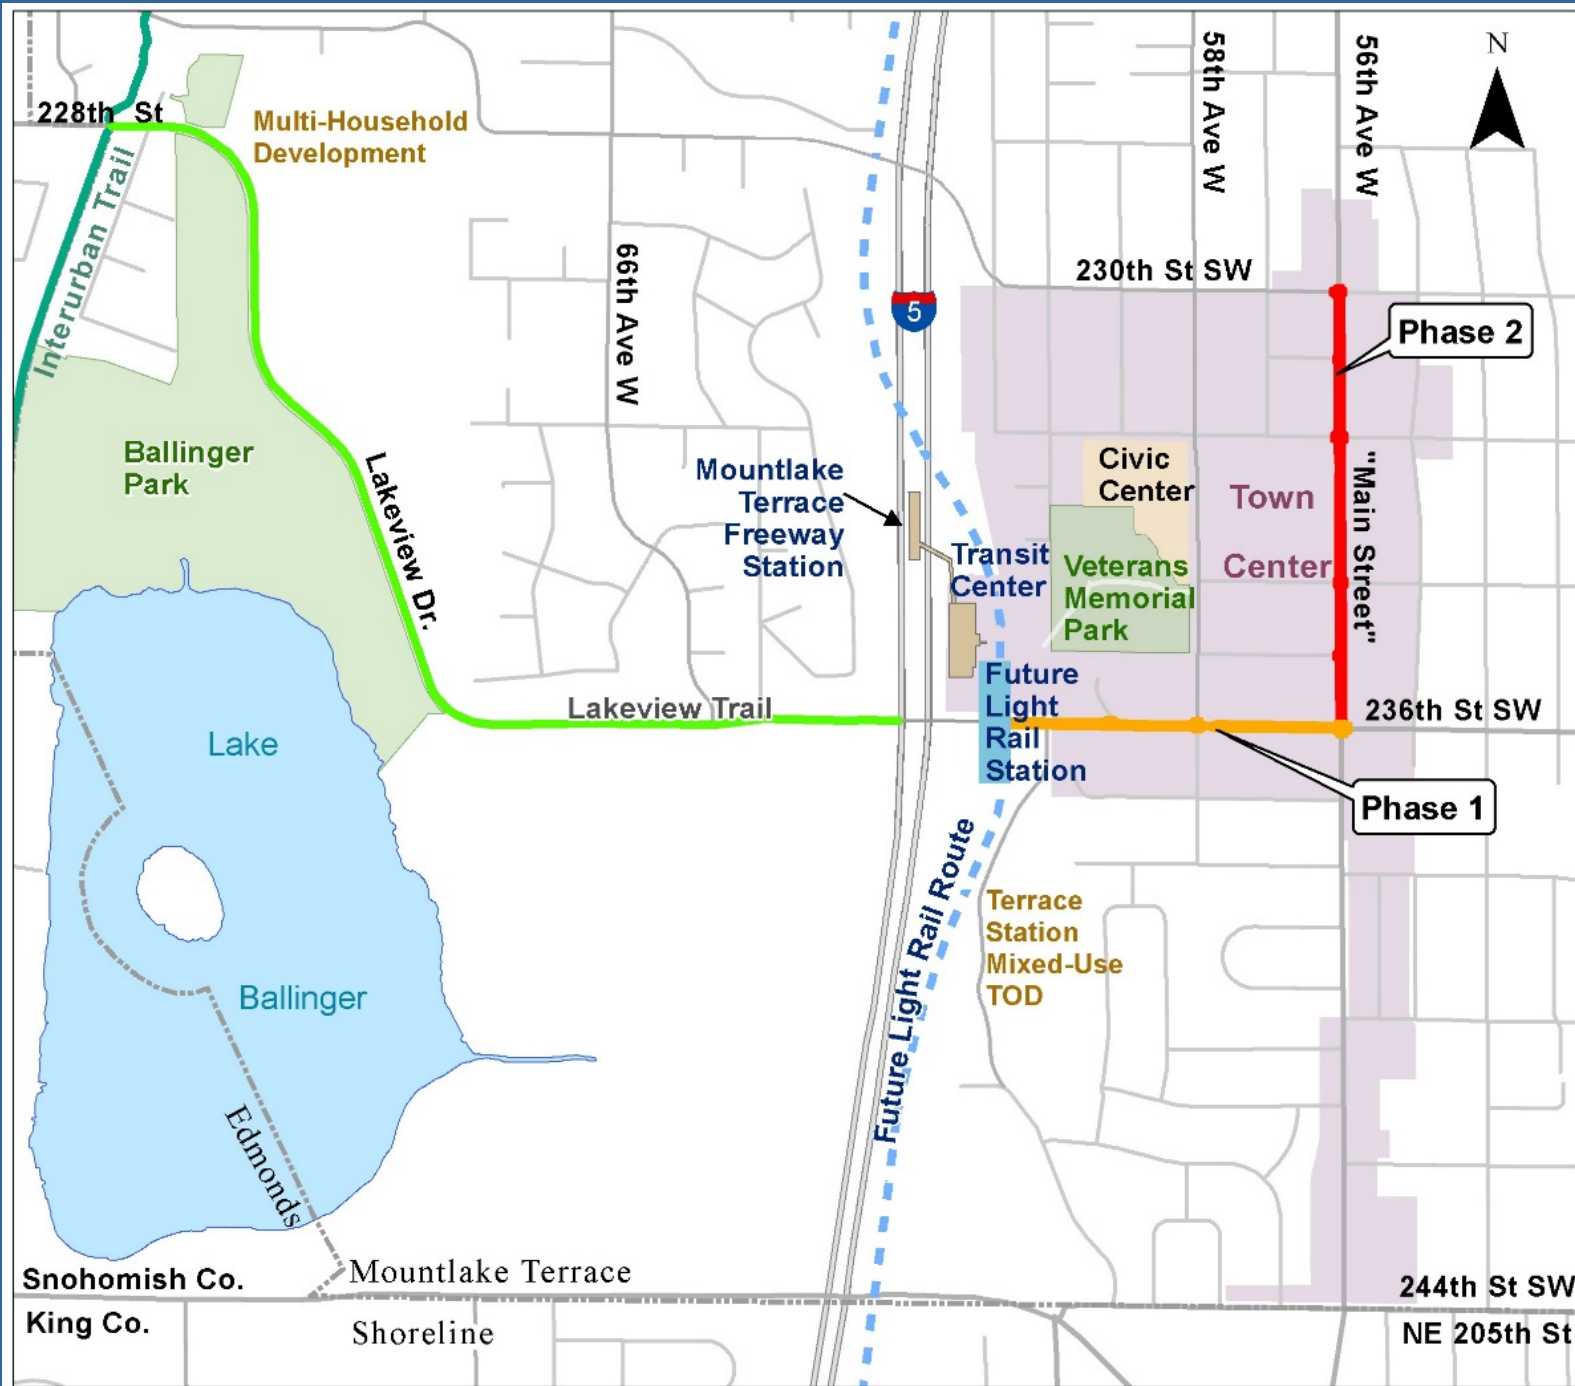 N
58th Ave W
56th Ave W
228th St
Multi-Household
Development
Interurban Trail
66th Ave W
230th St SW
5
Phase 2
Ballinger
Park
Lakeview Dr.
Mountlake
Terrace
Freeway
Station
Civic
Center
Town
Center
"Main Street"
Transit
Center
Veterans
Memorial
Park
Future
Light
Rail
Station
Lakeview Trail
236th St SW
Lake
Phase 1
Future Light Rail Route
Terrace
Station
Mixed-Use
TOD
Ballinger
Edmonds
Mountlake Terrace
Snohomish Co.
King Co.
Shoreline
244th St SW
NE 205th St